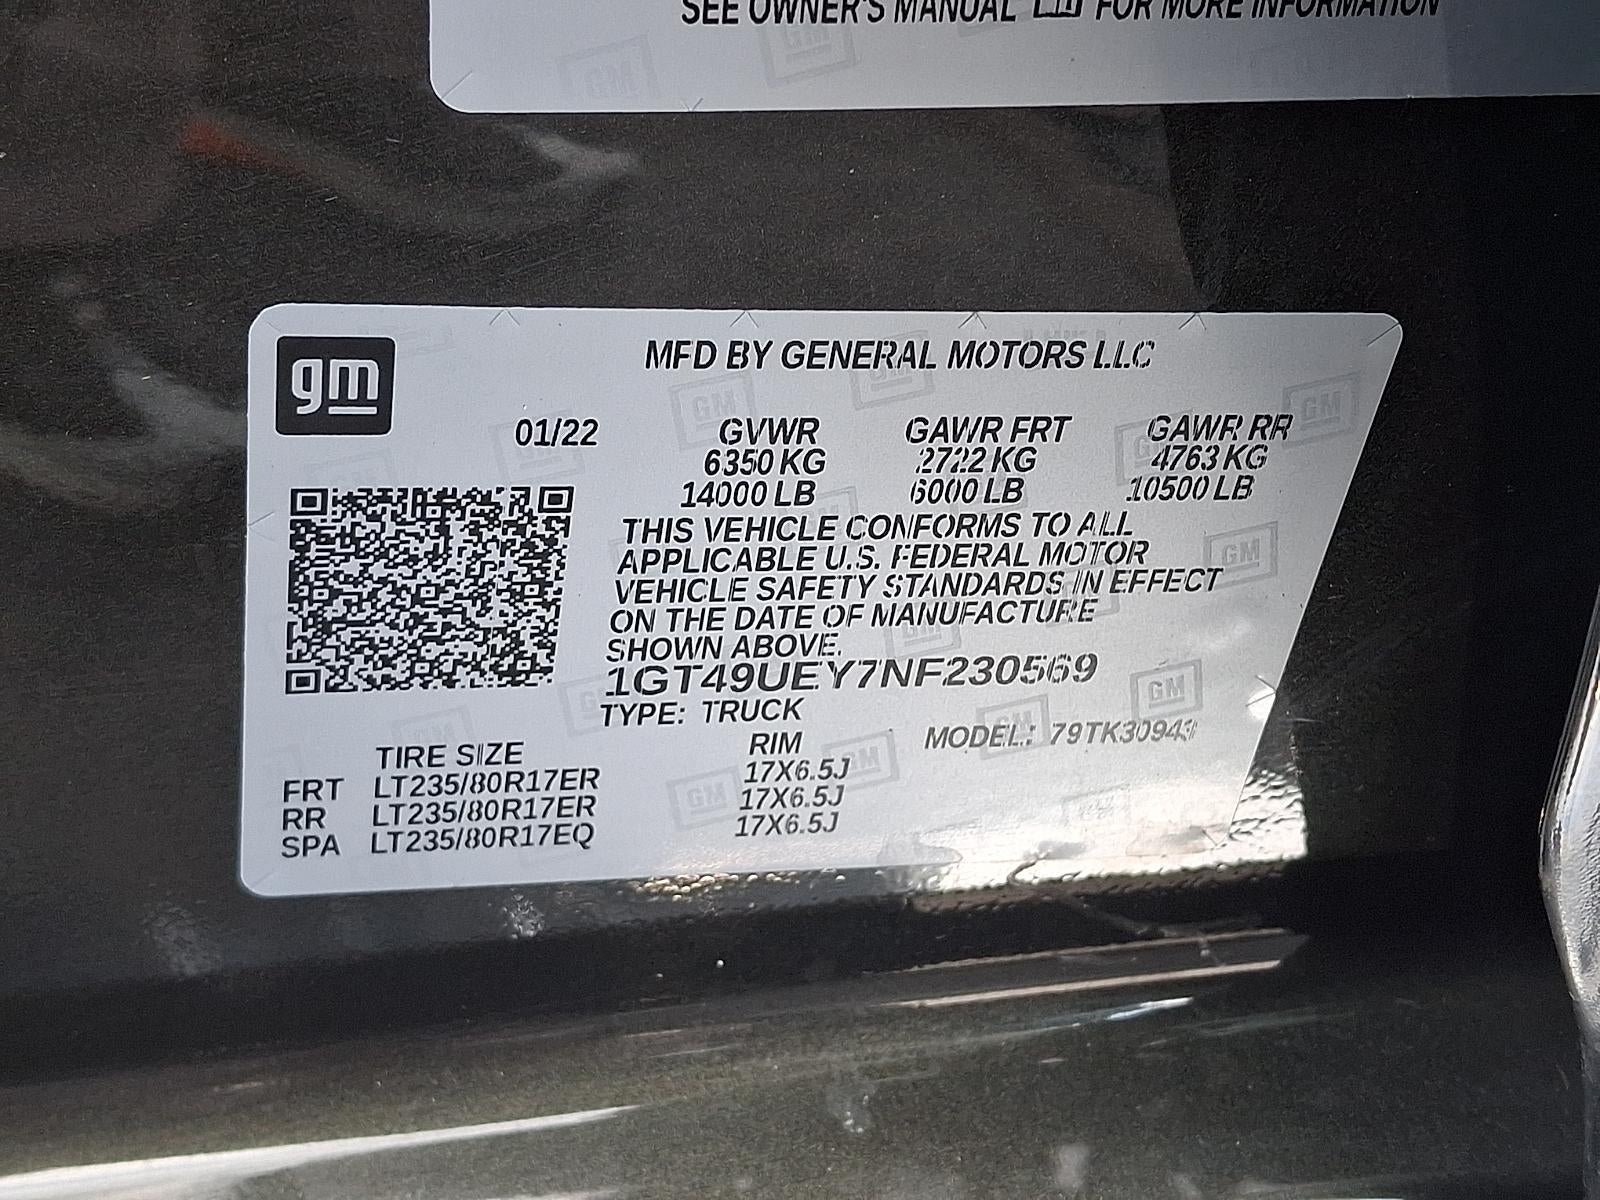 SEE OWNER'S MANUAL FOR MORE INFORMATION
gm
MFD BY GENERAL MOTORS LLC
01/22 GVWR GAWR FRT GAWR RR
6350 KG 2722 KG 4763 KG
14000 LB 6000 LB 10500 LB
THIS VEHICLE CONFORMS TO ALL
APPLICABLE U.S. FEDERAL MOTOR
VEHICLE SAFETY STANDARDS IN EFFECT
ON THE DATE OF MANUFACTURE
SHOWN ABOVE.
1GT49UEY7NF230569
TYPE: TRUCK
MODEL: 79TK30943
TIRE SIZE RIM
FRT LT235/80R17ER 17X6.5J
RR LT235/80R17ER 17X6.5J
SPA LT235/80R17EQ 17X6.5J